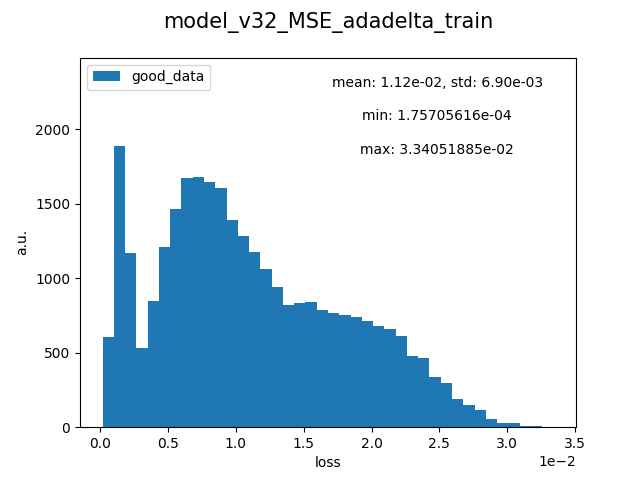 model_v32_MSE_adadelta_train
good_data
mean: 1.12e-02, std: 6.90e-03
min: 1.75705616e-04
max: 3.34051885e-02
a.u.
2000
1500
1000
500
0
0.0 0.5 1.0 1.5 2.0 2.5 3.0 3.5
loss
1e−2